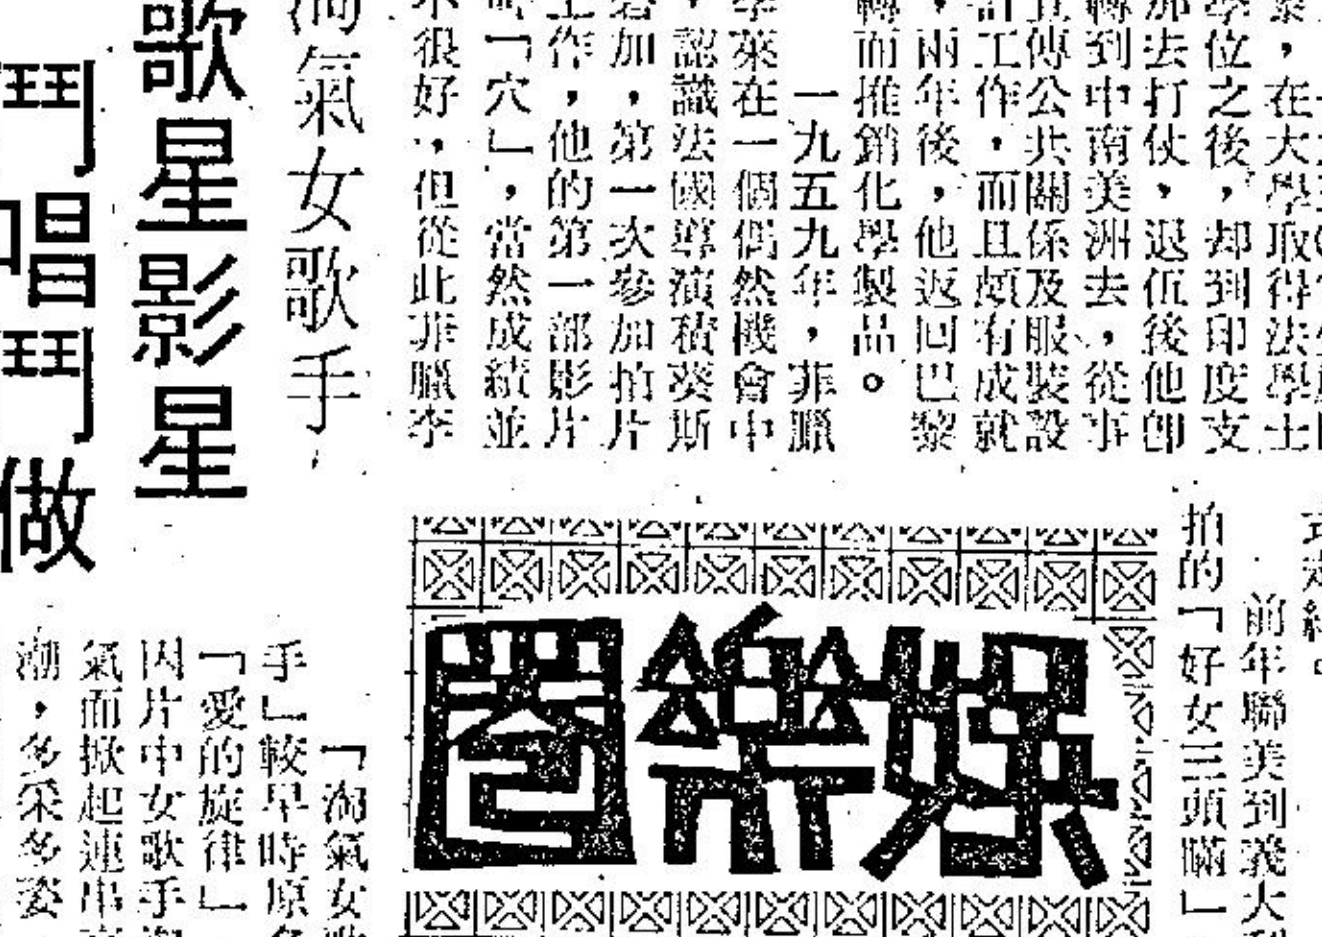 在大學取得法學士
學位之後，却到印度支
那去打仗，退伍後他卽
轉到中南美洲去，從事
宣傳公共關係及服裝設
計工作，而且頗有成就
，兩年後，他返回巴黎
轉而推銷化學製品。
一九五九年，菲臘
李萊在一個偶然機會中
，認識法國導演積葵斯
若加，第一次參加拍片
工作，他的第一部影片
「穴」，當然成績並
不很好，但從此菲臘李
淘氣女歌手
歌星影星
鬥唱鬥做
前年聯美到義大利
拍的「好女三頭瞞」，
娛樂圈
「淘氣女歌
手」較早時原名
「愛的旋律」，
因片中女歌手淘
氣而掀起連串高
潮，多采多姿，